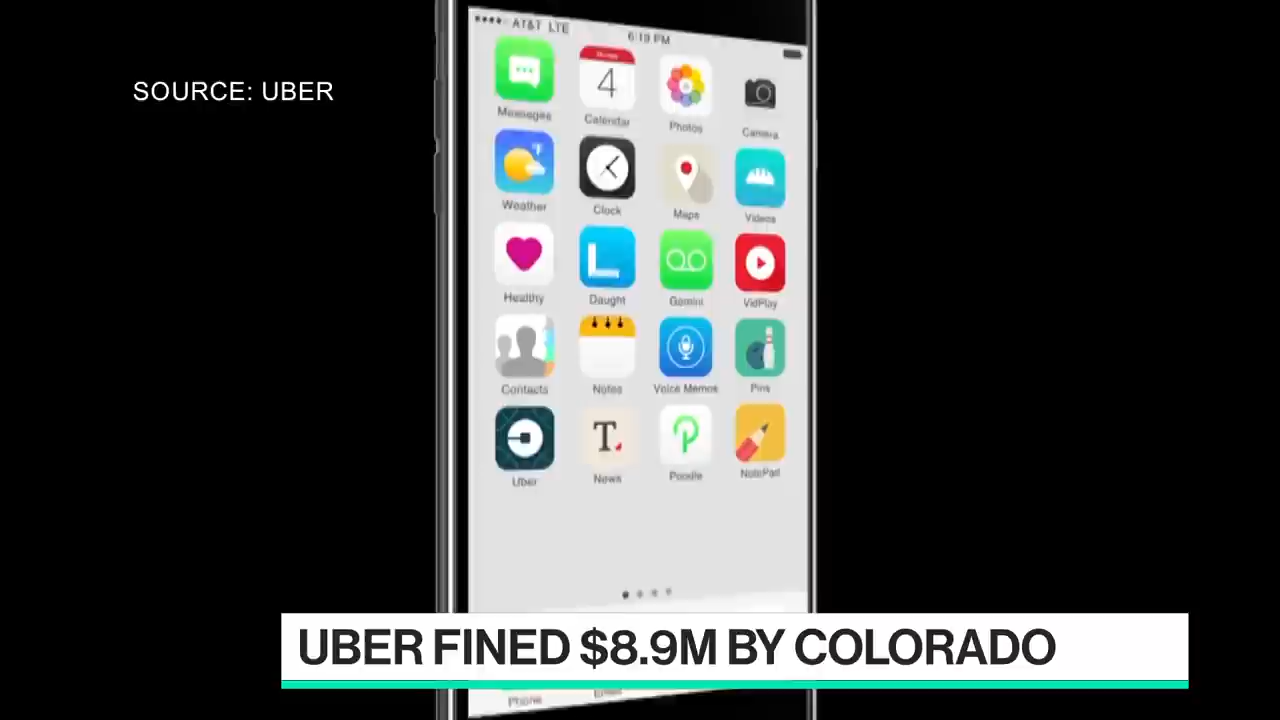 AT&T LTE
6:19 PM
SOURCE: UBER
4
Messages
Calendar
Photos
Camera
Weather
Clock
Maps
Videos
Healthy
Daught
Gemini
VidPlay
Contacts
Notes
Voice Memos
Pins
T.
Uber
News
Poodle
NotePad
UBER FINED $8.9M BY COLORADO
Phone